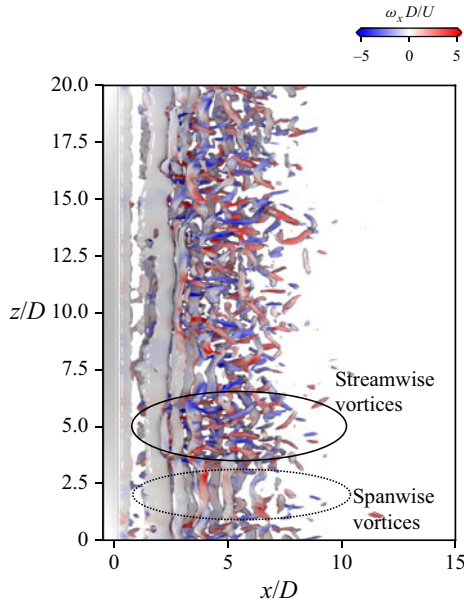 ω_x D/U
−5 0 5
20.0
17.5
15.0
12.5
z/D 10.0
7.5
Streamwise
vortices
5.0
2.5
Spanwise
vortices
0
0 5 10 15
x/D